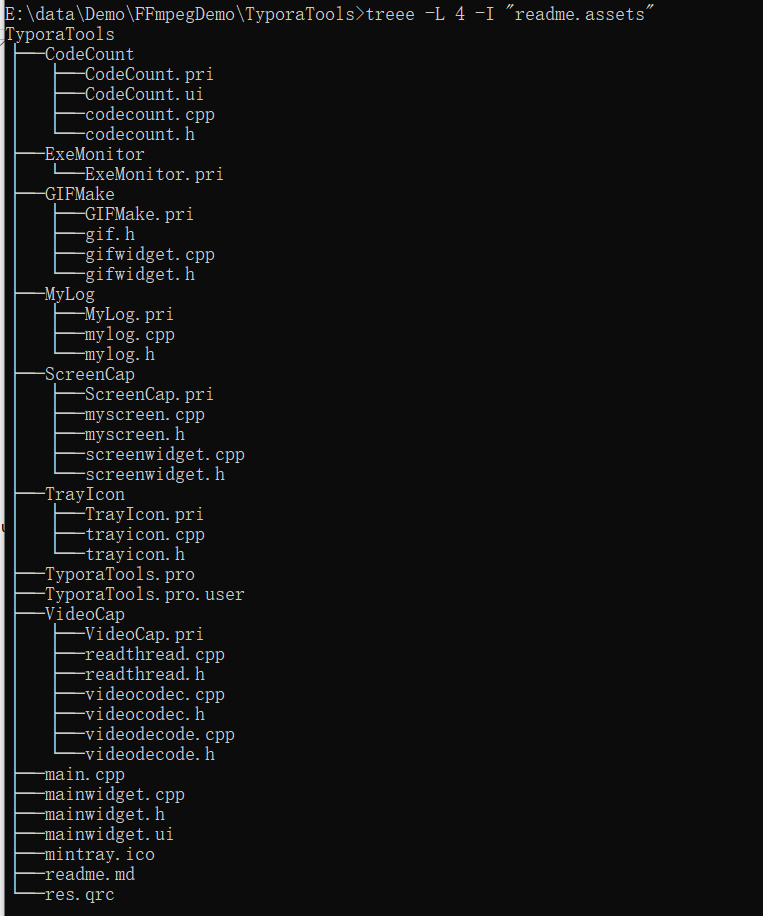 E:\data\Demo\FFmpegDemo\TyporaTools>treee -L 4 -I "readme.assets"
TyporaTools
├──CodeCount
│   ├──CodeCount.pri
│   ├──CodeCount.ui
│   ├──codecount.cpp
│   └──codecount.h
├──ExeMonitor
│   └──ExeMonitor.pri
├──GIFMake
│   ├──GIFMake.pri
│   ├──gif.h
│   ├──gifwidget.cpp
│   └──gifwidget.h
├──MyLog
│   ├──MyLog.pri
│   ├──mylog.cpp
│   └──mylog.h
├──ScreenCap
│   ├──ScreenCap.pri
│   ├──myscreen.cpp
│   ├──myscreen.h
│   ├──screenwidget.cpp
│   └──screenwidget.h
├──TrayIcon
│   ├──TrayIcon.pri
│   ├──trayicon.cpp
│   └──trayicon.h
├──TyporaTools.pro
├──TyporaTools.pro.user
├──VideoCap
│   ├──VideoCap.pri
│   ├──readthread.cpp
│   ├──readthread.h
│   ├──videocodec.cpp
│   ├──videocodec.h
│   ├──videodecode.cpp
│   └──videodecode.h
├──main.cpp
├──mainwidget.cpp
├──mainwidget.h
├──mainwidget.ui
├──mintray.ico
├──readme.md
└──res.qrc